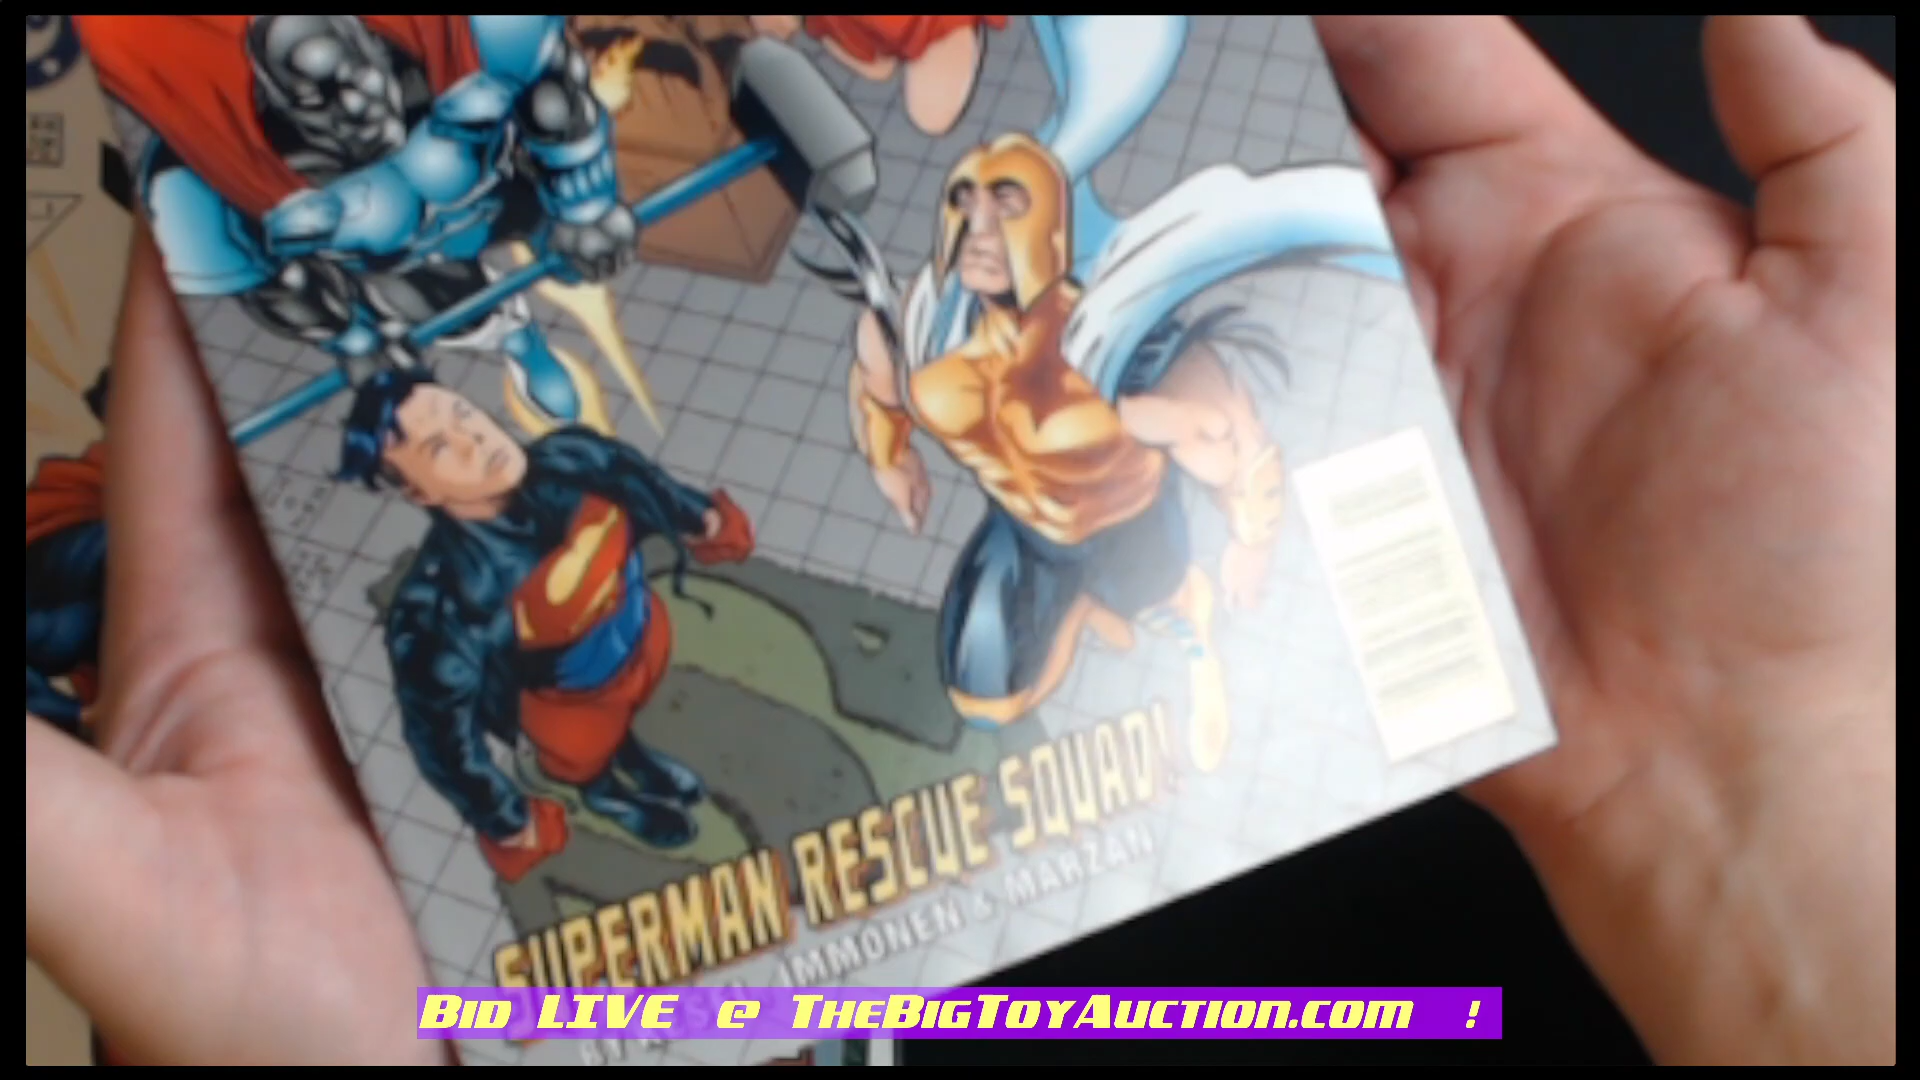 SUPERMAN RESCUE SQUAD!
IMMONEN & MARZAN
Bid LIVE @ TheBigToyAuction.com !